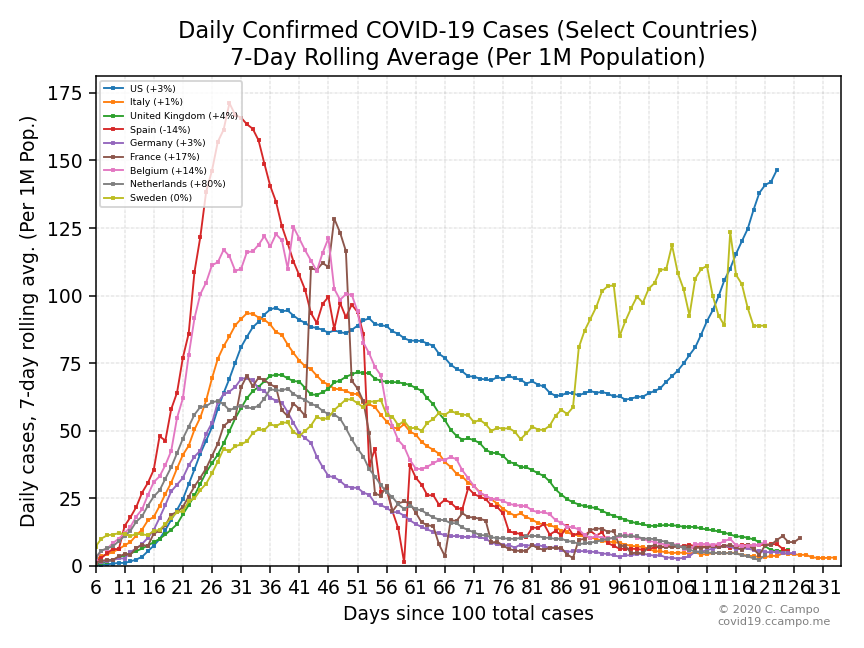 Daily Confirmed COVID-19 Cases (Select Countries)
7-Day Rolling Average (Per 1M Population)
Daily cases, 7-day rolling avg. (Per 1M Pop.)
175
150
125
100
75
50
25
0
US (+3%)
Italy (+1%)
United Kingdom (+4%)
Spain (-14%)
Germany (+3%)
France (+17%)
Belgium (+14%)
Netherlands (+80%)
Sweden (0%)
6 11 16 21 26 31 36 41 46 51 56 61 66 71 76 81 86 91 96 101 106 111 116 121 126 131
Days since 100 total cases
© 2020 C. Campo
covid19.ccampo.me